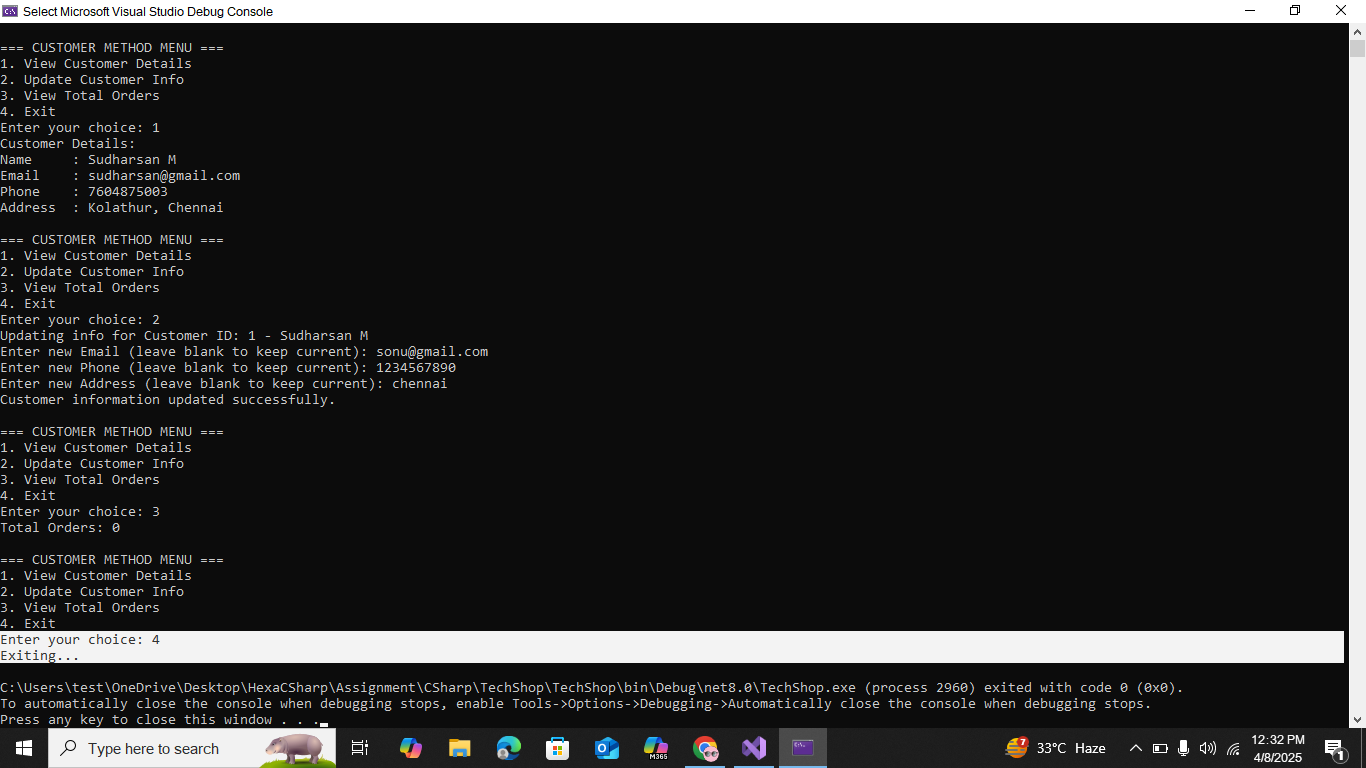 Select Microsoft Visual Studio Debug Console
=== CUSTOMER METHOD MENU ===
1. View Customer Details
2. Update Customer Info
3. View Total Orders
4. Exit
Enter your choice: 1
Customer Details:
Name     : Sudharsan M
Email    : sudharsan@gmail.com
Phone    : 7604875003
Address  : Kolathur, Chennai
=== CUSTOMER METHOD MENU ===
1. View Customer Details
2. Update Customer Info
3. View Total Orders
4. Exit
Enter your choice: 2
Updating info for Customer ID: 1 - Sudharsan M
Enter new Email (leave blank to keep current): sonu@gmail.com
Enter new Phone (leave blank to keep current): 1234567890
Enter new Address (leave blank to keep current): chennai
Customer information updated successfully.
=== CUSTOMER METHOD MENU ===
1. View Customer Details
2. Update Customer Info
3. View Total Orders
4. Exit
Enter your choice: 3
Total Orders: 0
=== CUSTOMER METHOD MENU ===
1. View Customer Details
2. Update Customer Info
3. View Total Orders
4. Exit
Enter your choice: 4
Exiting...
C:\Users\test\OneDrive\Desktop\HexaCSharp\Assignment\CSharp\TechShop\TechShop\bin\Debug\net8.0\TechShop.exe (process 2960) exited with code 0 (0x0).
To automatically close the console when debugging stops, enable Tools->Options->Debugging->Automatically close the console when debugging stops.
Press any key to close this window . . .
Type here to search
M365
7
33°C Haze
12:32 PM
4/8/2025
1